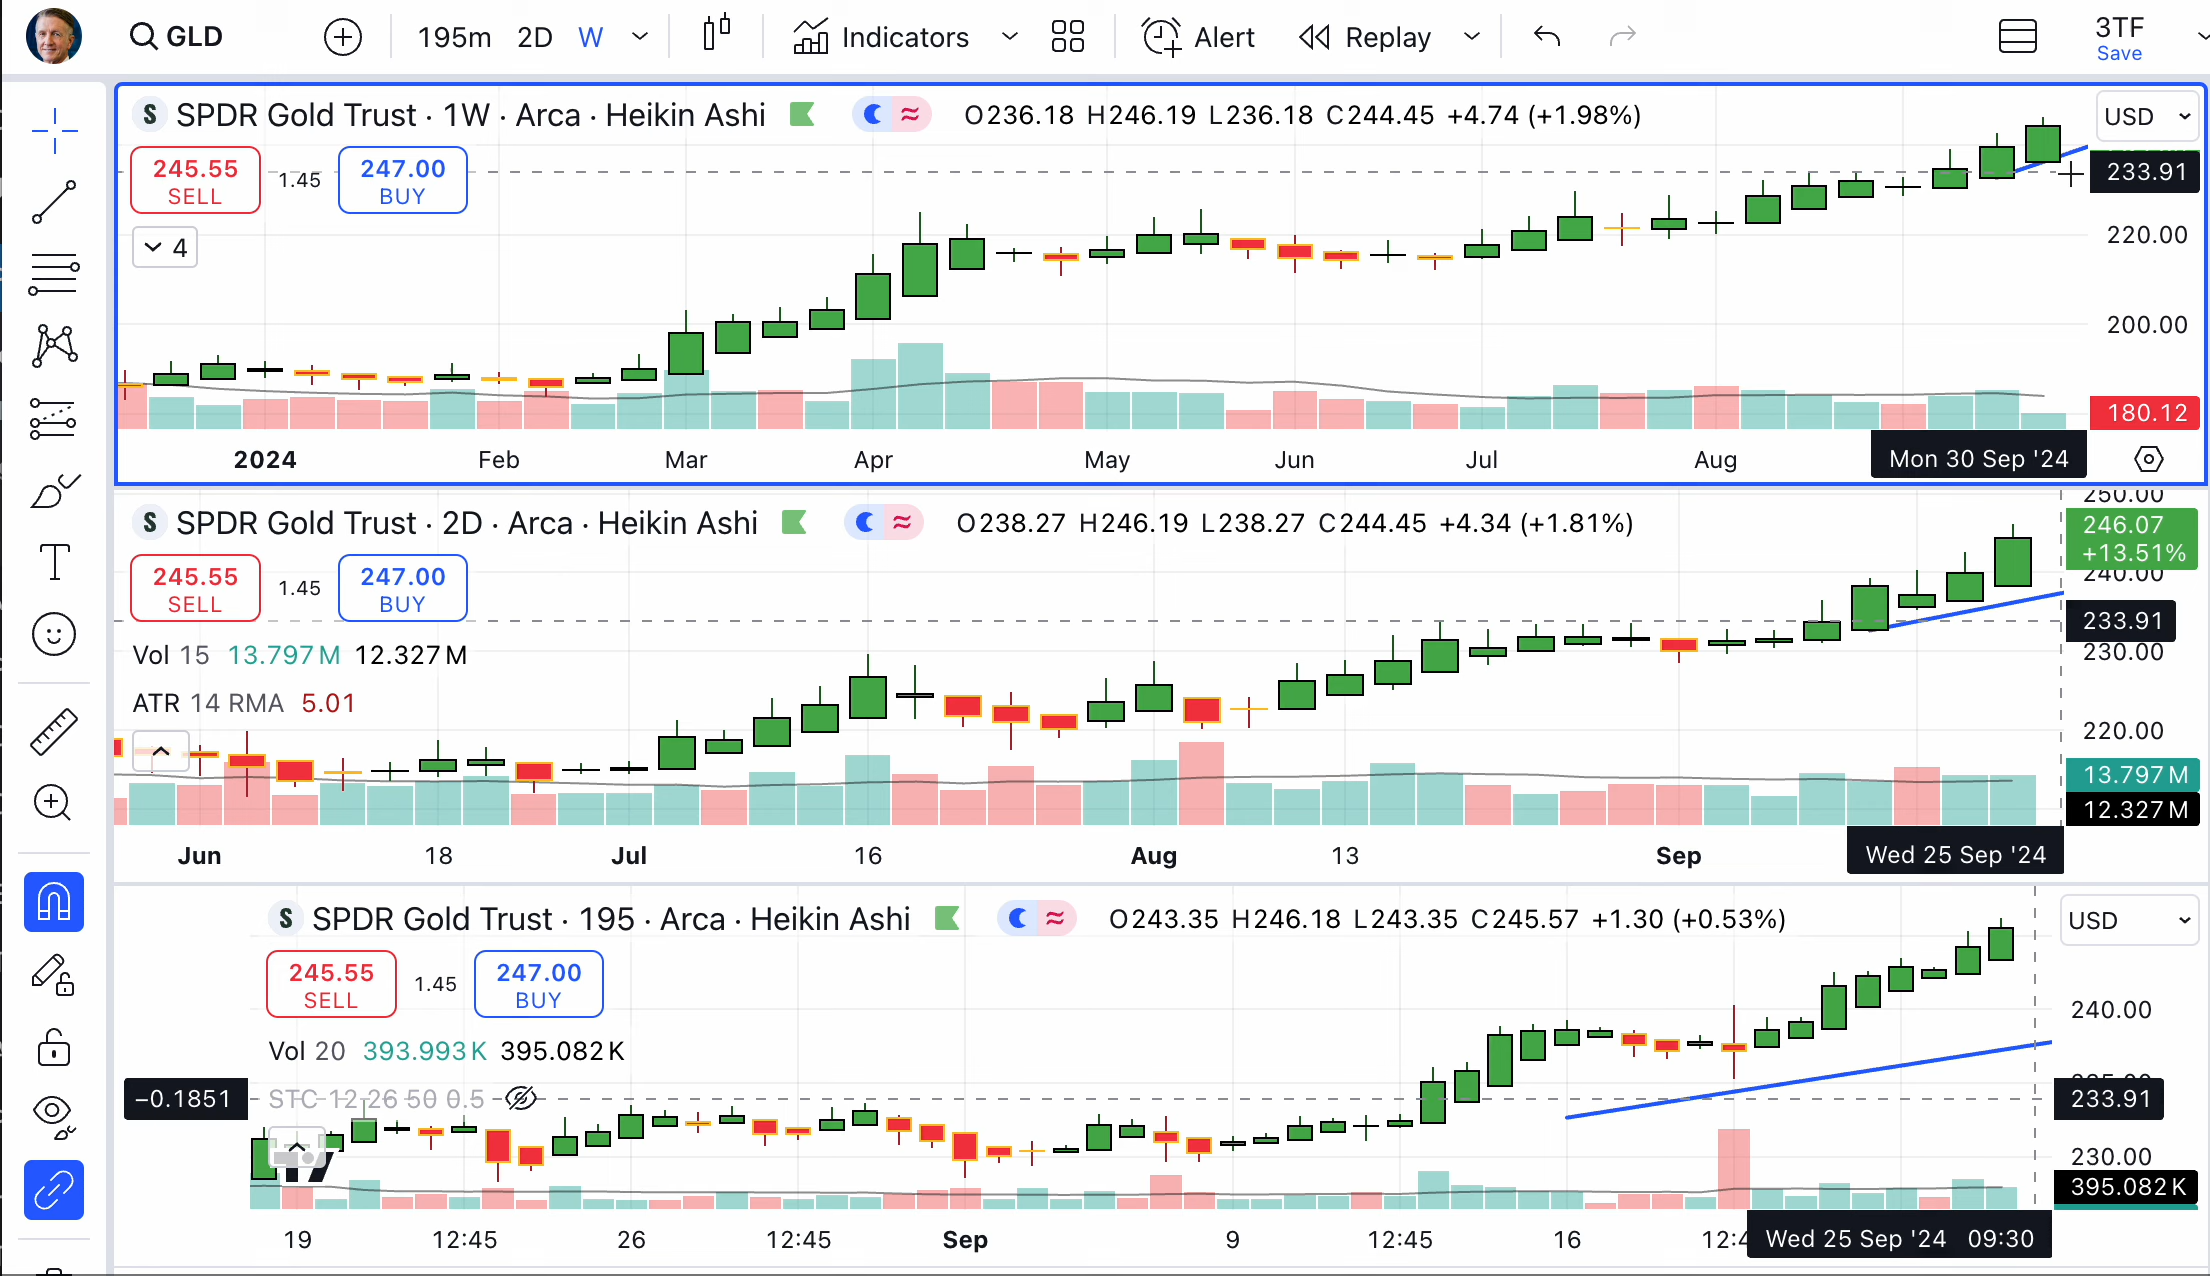 GLD 195m 2D W Indicators Alert Replay 3TF
Save
S SPDR Gold Trust · 1W · Arca · Heikin Ashi O236.18 H246.19 L236.18 C244.45 +4.74 (+1.98%) USD
245.55 SELL 1.45 247.00 BUY 233.91
4
220.00
200.00
180.12
2024 Feb Mar Apr May Jun Jul Aug Mon 30 Sep '24
250.00
S SPDR Gold Trust · 2D · Arca · Heikin Ashi O238.27 H246.19 L238.27 C244.45 +4.34 (+1.81%)
246.07
+13.51%
240.00
245.55 SELL 1.45 247.00 BUY
233.91
Vol 15 13.797M 12.327M
230.00
ATR 14 RMA 5.01
220.00
13.797M
12.327M
Jun 18 Jul 16 Aug 13 Sep Wed 25 Sep '24
S SPDR Gold Trust · 195 · Arca · Heikin Ashi O243.35 H246.18 L243.35 C245.57 +1.30 (+0.53%) USD
245.55 SELL 1.45 247.00 BUY
240.00
Vol 20 393.993K 395.082K
−0.1851 STC 12 26 50 0.5 233.91
230.00
395.082K
19 12:45 26 12:45 Sep 9 12:45 16 Wed 25 Sep '24 09:30